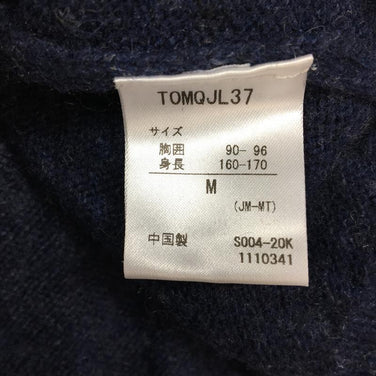 TOMQJL37
サイズ
胸囲 90- 96
身長 160-170
M
(JM-MT)
中国製 S004-20K
1110341